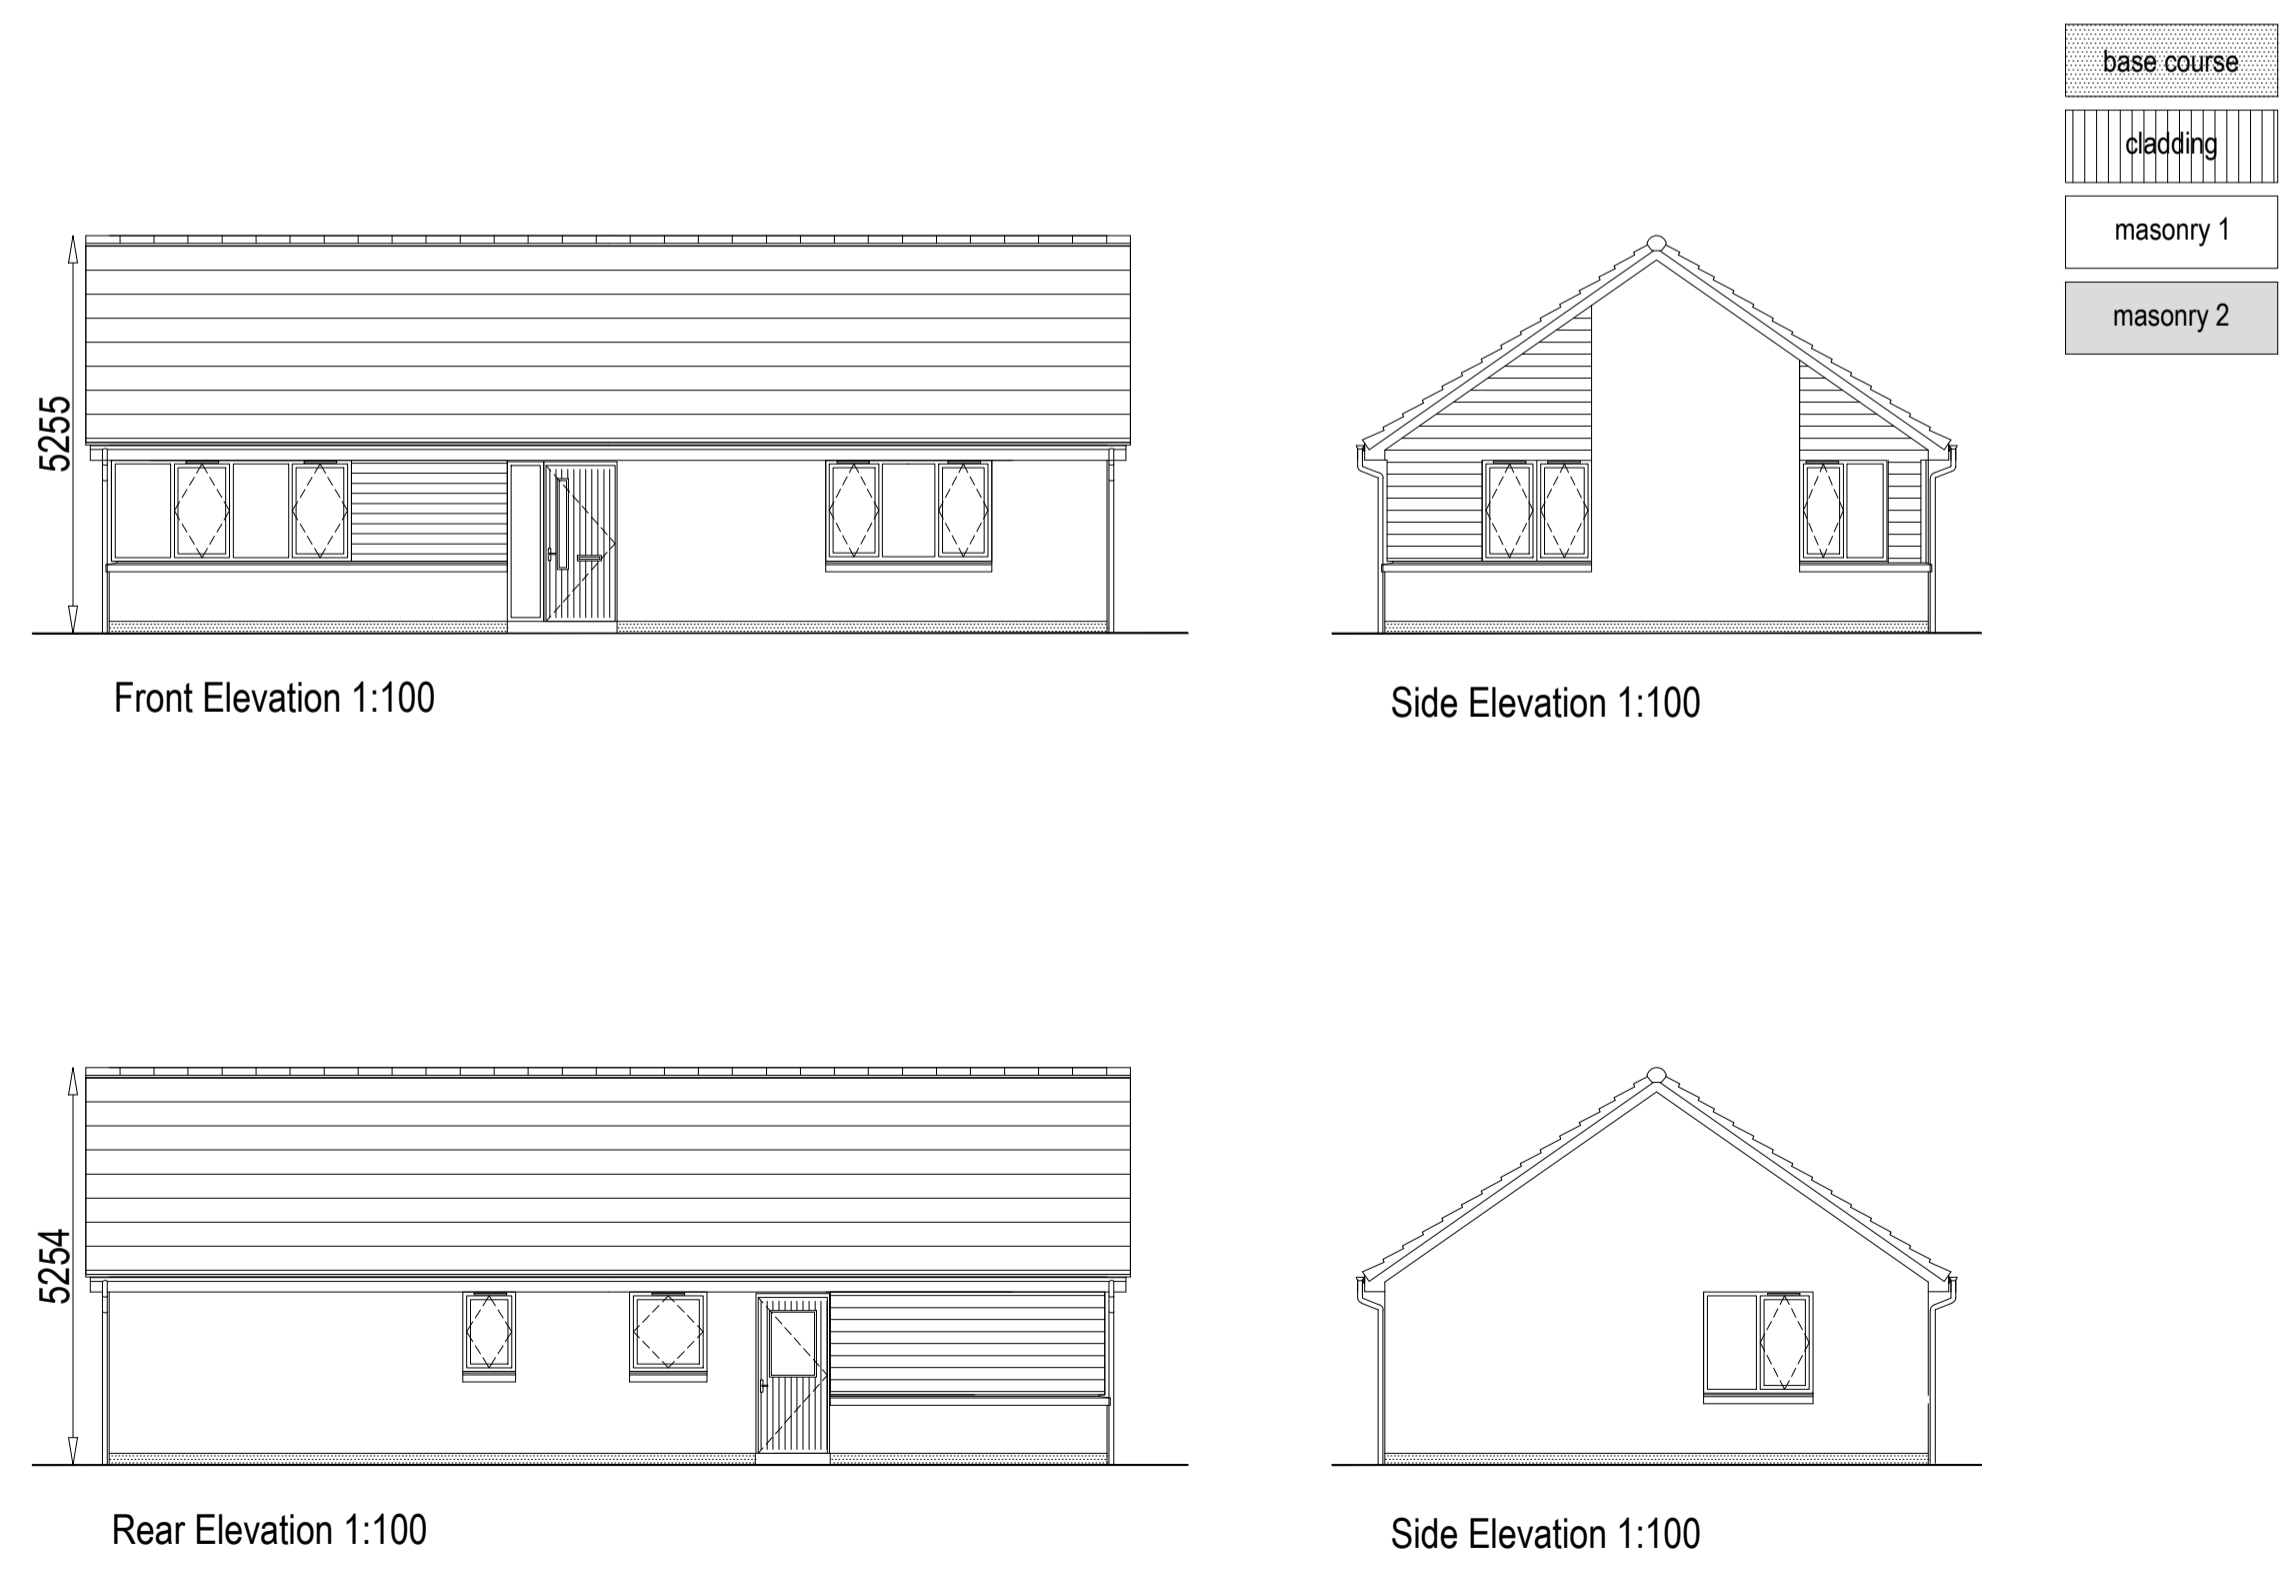 base course
cladding
masonry 1
masonry 2
5255
Front Elevation 1:100
Side Elevation 1:100
5254
Rear Elevation 1:100
Side Elevation 1:100